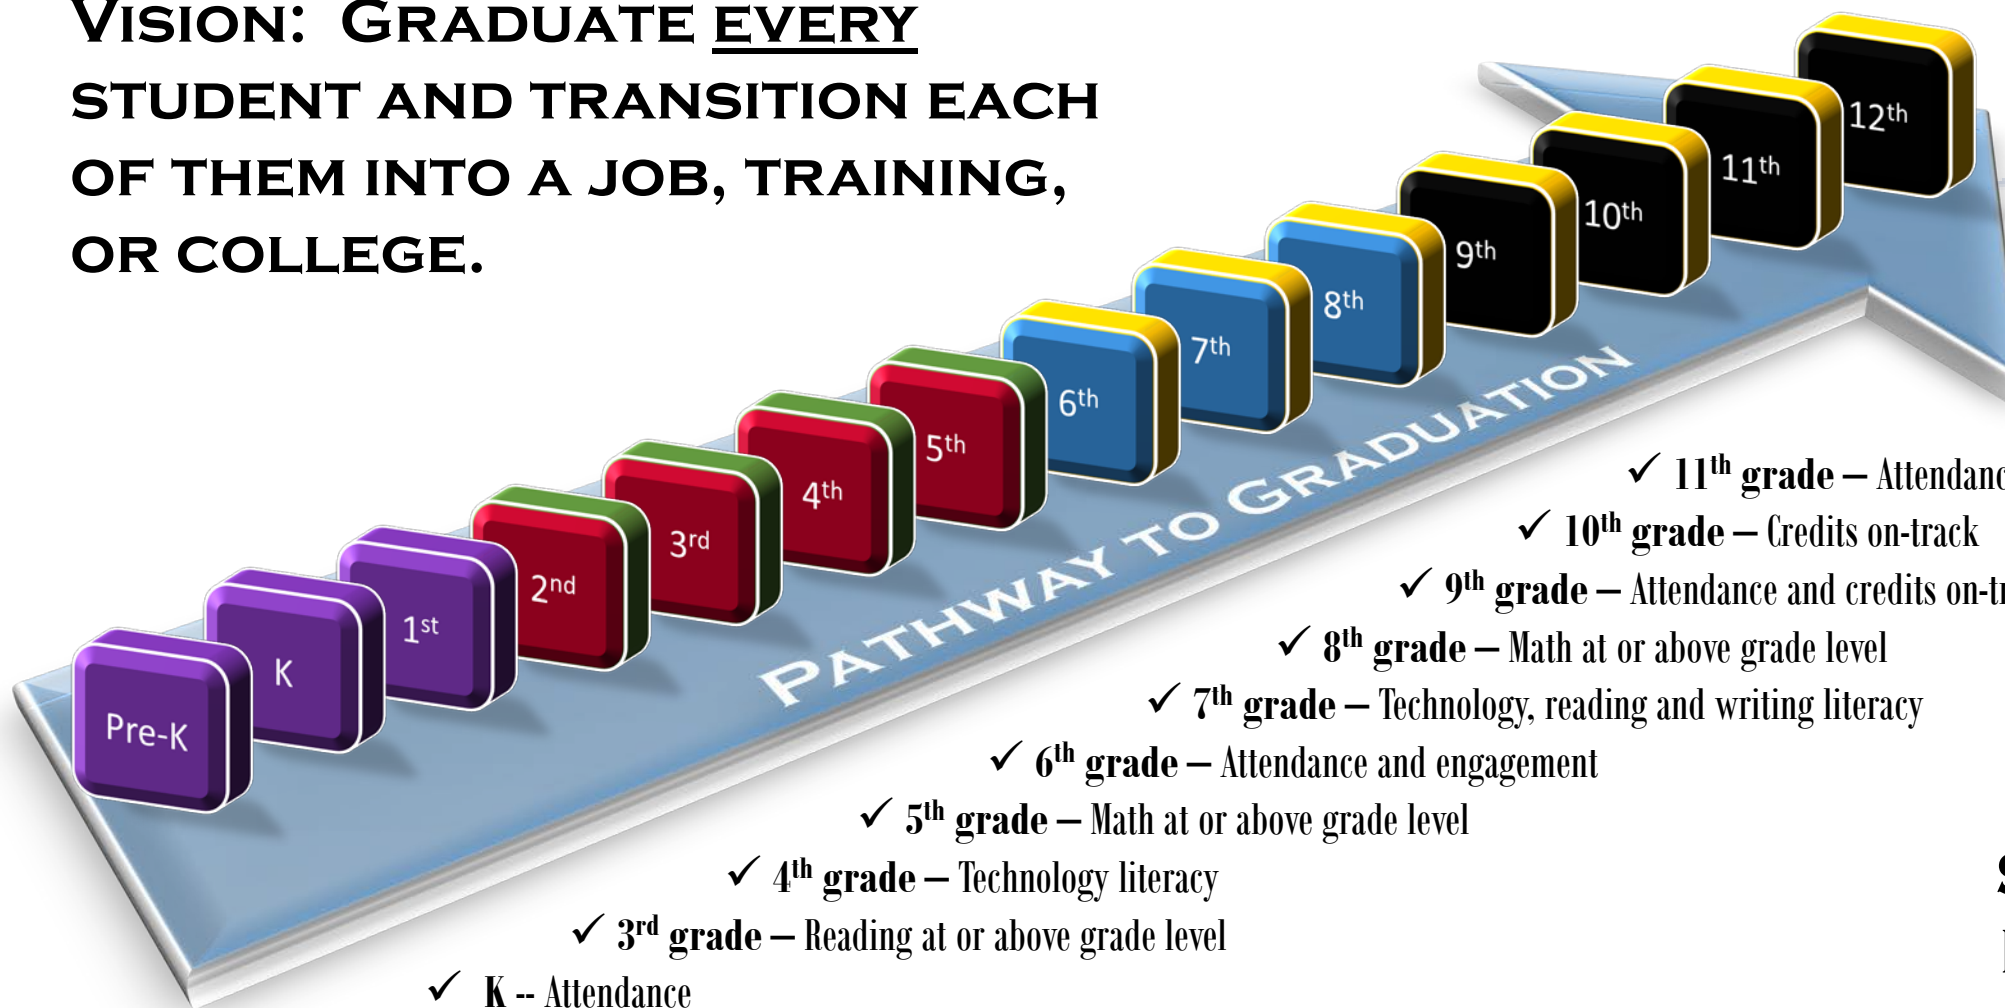 VISION: GRADUATE EVERY
STUDENT AND TRANSITION EACH
OF THEM INTO A JOB, TRAINING,
OR COLLEGE.
12th
11th
10th
9th
8th
7th
6th
5th
4th
3rd
2nd
1st
K
Pre-K
PATHWAY TO GRADUATION
✓ 11th grade – 
✓ 10th grade – Credits on-track
✓ 9th grade – Attendance and credits
✓ 8th grade – Math at or above grade level
✓ 7th grade – Technology, reading and writing literacy
✓ 6th grade – Attendance and engagement
✓ 5th grade – Math at or above grade level
✓ 4th grade – Technology literacy
✓ 3rd grade – Reading at or above grade level
✓ K -- Attendance